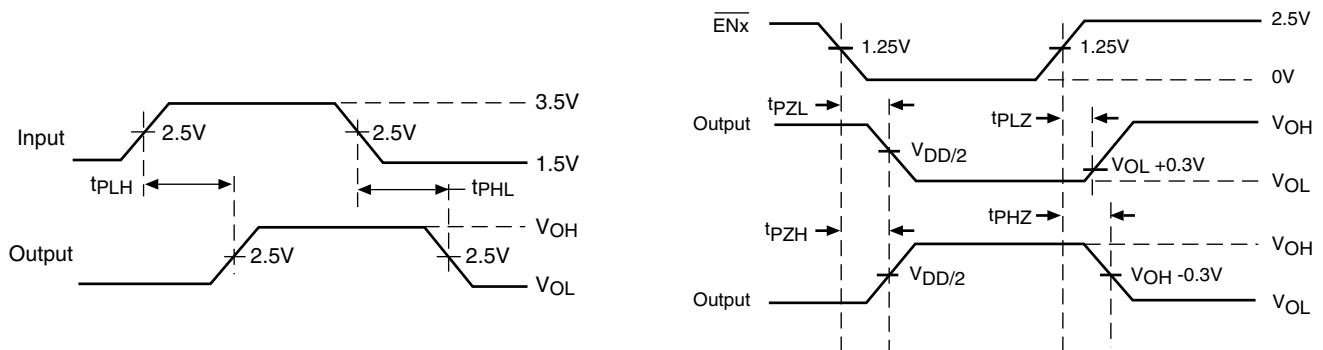 3.5V
Input
2.5V
2.5V
1.5V
tPLH
tPHL
VOH
Output
2.5V
2.5V
VOL
ENx
2.5V
1.25V
1.25V
0V
tPZL
tPLZ
Output
VOH
VDD/2
VOL +0.3V
VOL
tPZH
tPHZ
VOH
VDD/2
VOH -0.3V
Output
VOL